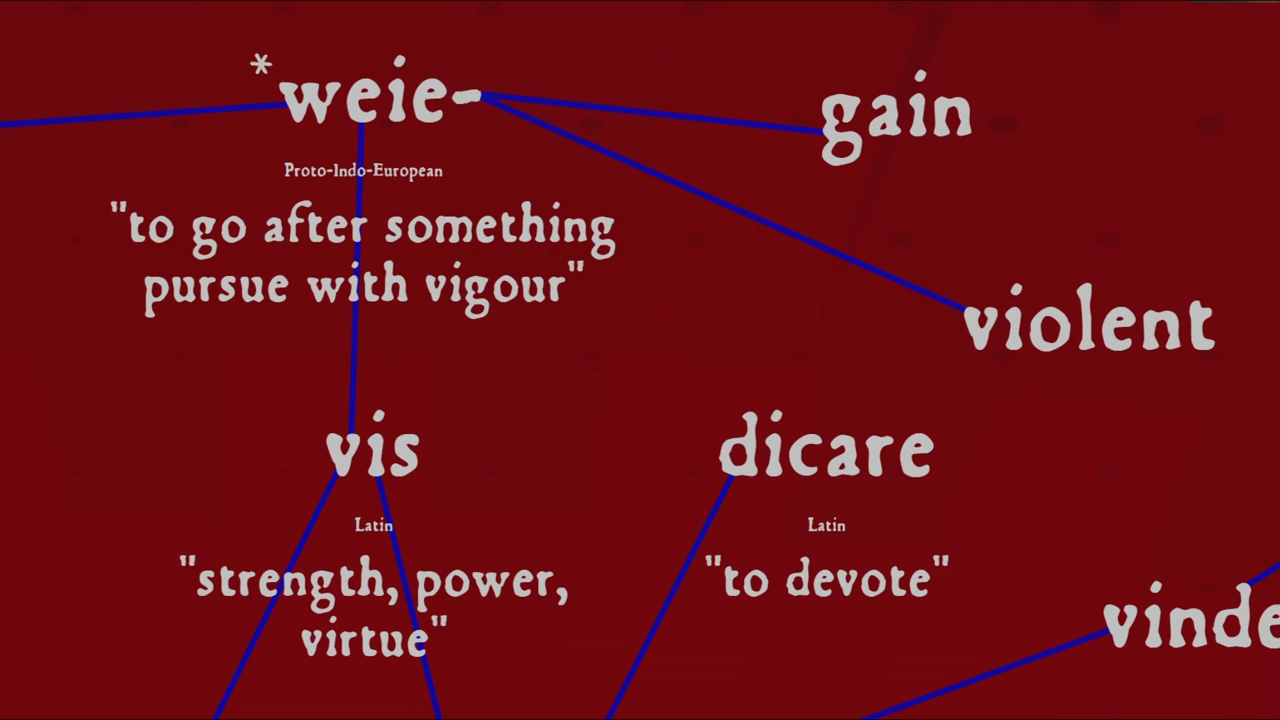 *weie-
gain
Proto-Indo-European
"to go after something
pursue with vigour"
violent
vis
dicare
Latin
Latin
"strength, power,
virtue"
"to devote"
vinde